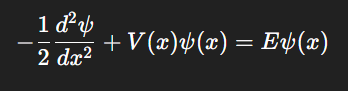 $-\frac{1}{2}\frac{d^2\psi}{dx^2} + V(x)\psi(x) = E\psi(x)$